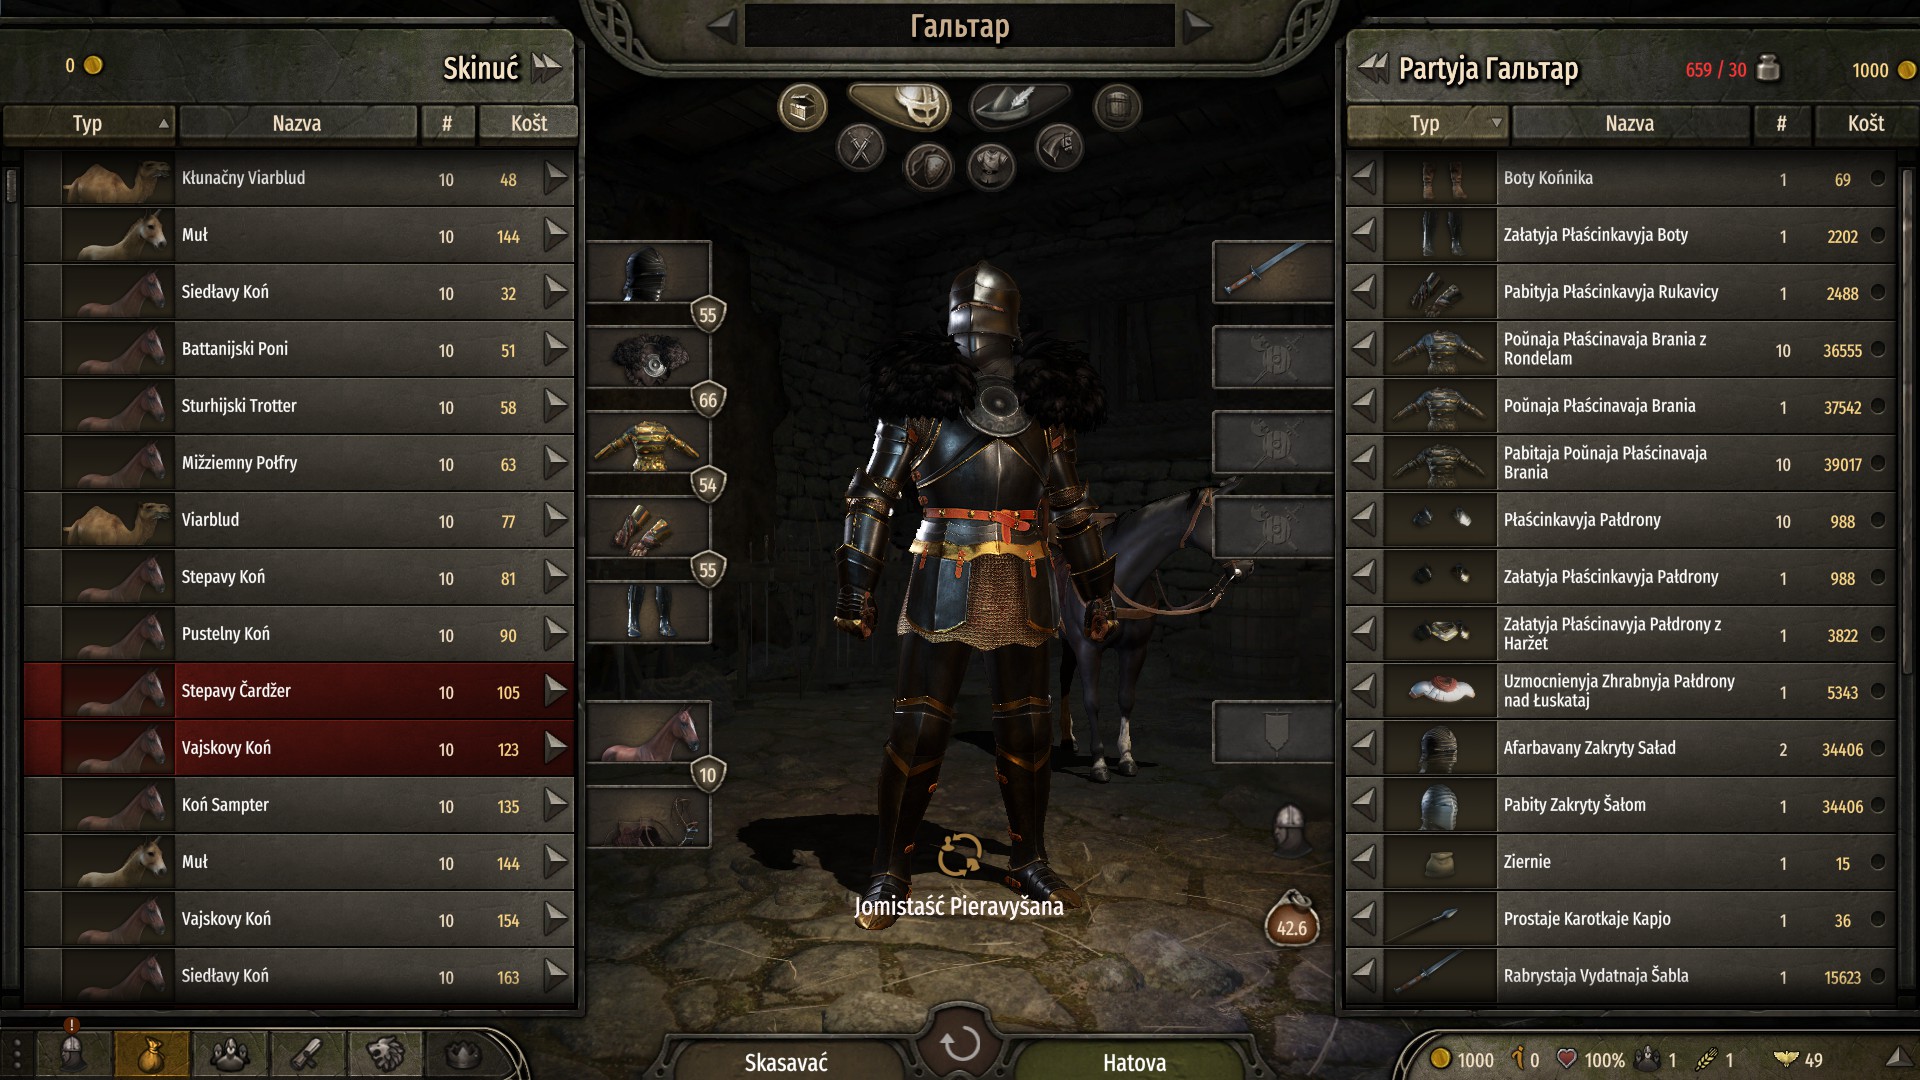 Гальтар
0
Skinuć
Typ
Nazva
#
Košt
Kłunačny Viarblud
10
48
Muł
10
144
Siedłavy Koń
10
32
Battanijski Poni
10
51
Sturhijski Trotter
10
58
Mižziemny Połfry
10
63
Viarblud
10
77
Stepavy Koń
10
81
Pustelny Koń
10
90
Stepavy Čardžer
10
105
Vajskovy Koń
10
123
Koń Sampter
10
135
Muł
10
144
Vajskovy Koń
10
154
Siedłavy Koń
10
163
55
66
54
55
10
Jomistaść Pieravyšana
42.6
Partyja Гальтар
659 / 30
1000
Typ
Nazva
#
Košt
Boty Końnika
1
69
Załatyja Płaścinkavyja Boty
1
2202
Pabityja Płaścinkavyja Rukavicy
1
2488
Poŭnaja Płaścinavaja Brania z
Rondelam
10
36555
Poŭnaja Płaścinavaja Brania
1
37542
Pabitaja Poŭnaja Płaścinavaja
Brania
10
39017
Płaścinkavyja Pałdrony
10
988
Załatyja Płaścinkavyja Pałdrony
1
988
Załatyja Płaścinavyja Pałdrony z
Haržet
1
3822
Uzmocnienyja Zhrabnyja Pałdrony
nad Łuskataj
1
5343
Afarbavany Zakryty Saład
2
34406
Pabity Zakryty Šałom
1
34406
Ziernie
1
15
Prostaje Karotkaje Kapjo
1
36
Rabrystaja Vydatnaja Šabla
1
15623
!
Skasavać
Hatova
1000
0
100%
1
1
49